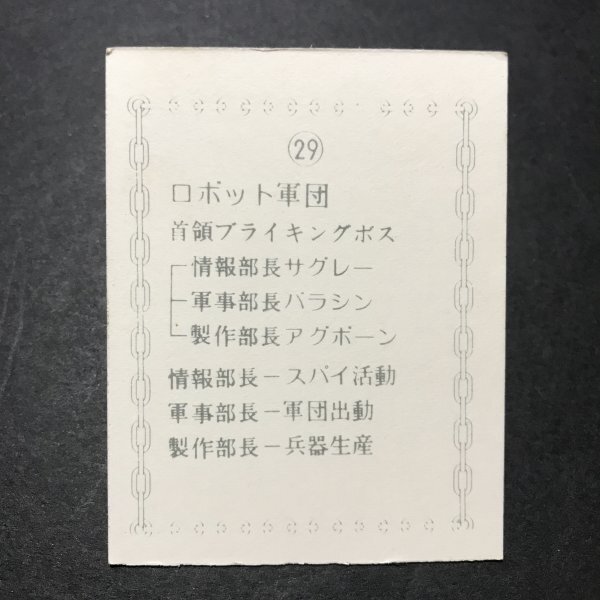 29
ロボット軍団
首領ブライキングボス
情報部長サグレー
軍事部長バラシン
製作部長アグボーン
情報部長ースパイ活動
軍事部長ー軍団出動
製作部長ー兵器生産